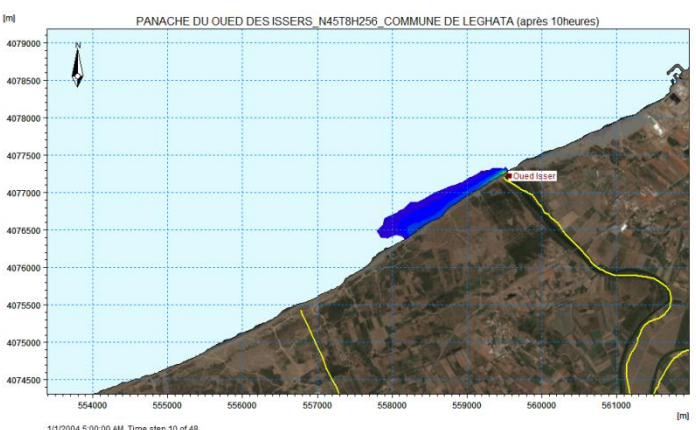 PANACHE DU OUED DES ISSERS_N45T8H256_COMMUNE DE LEGHATA (après 10heures)
[m]
4079000
N
4078500
4078000
4077500
Oued Isser
4077000
4076500
4076000
4075500
4075000
4074500
554000 555000 556000 557000 558000 559000 560000 561000
[m]
1/1/2004 5:00:00 AM Time step 10 of 48